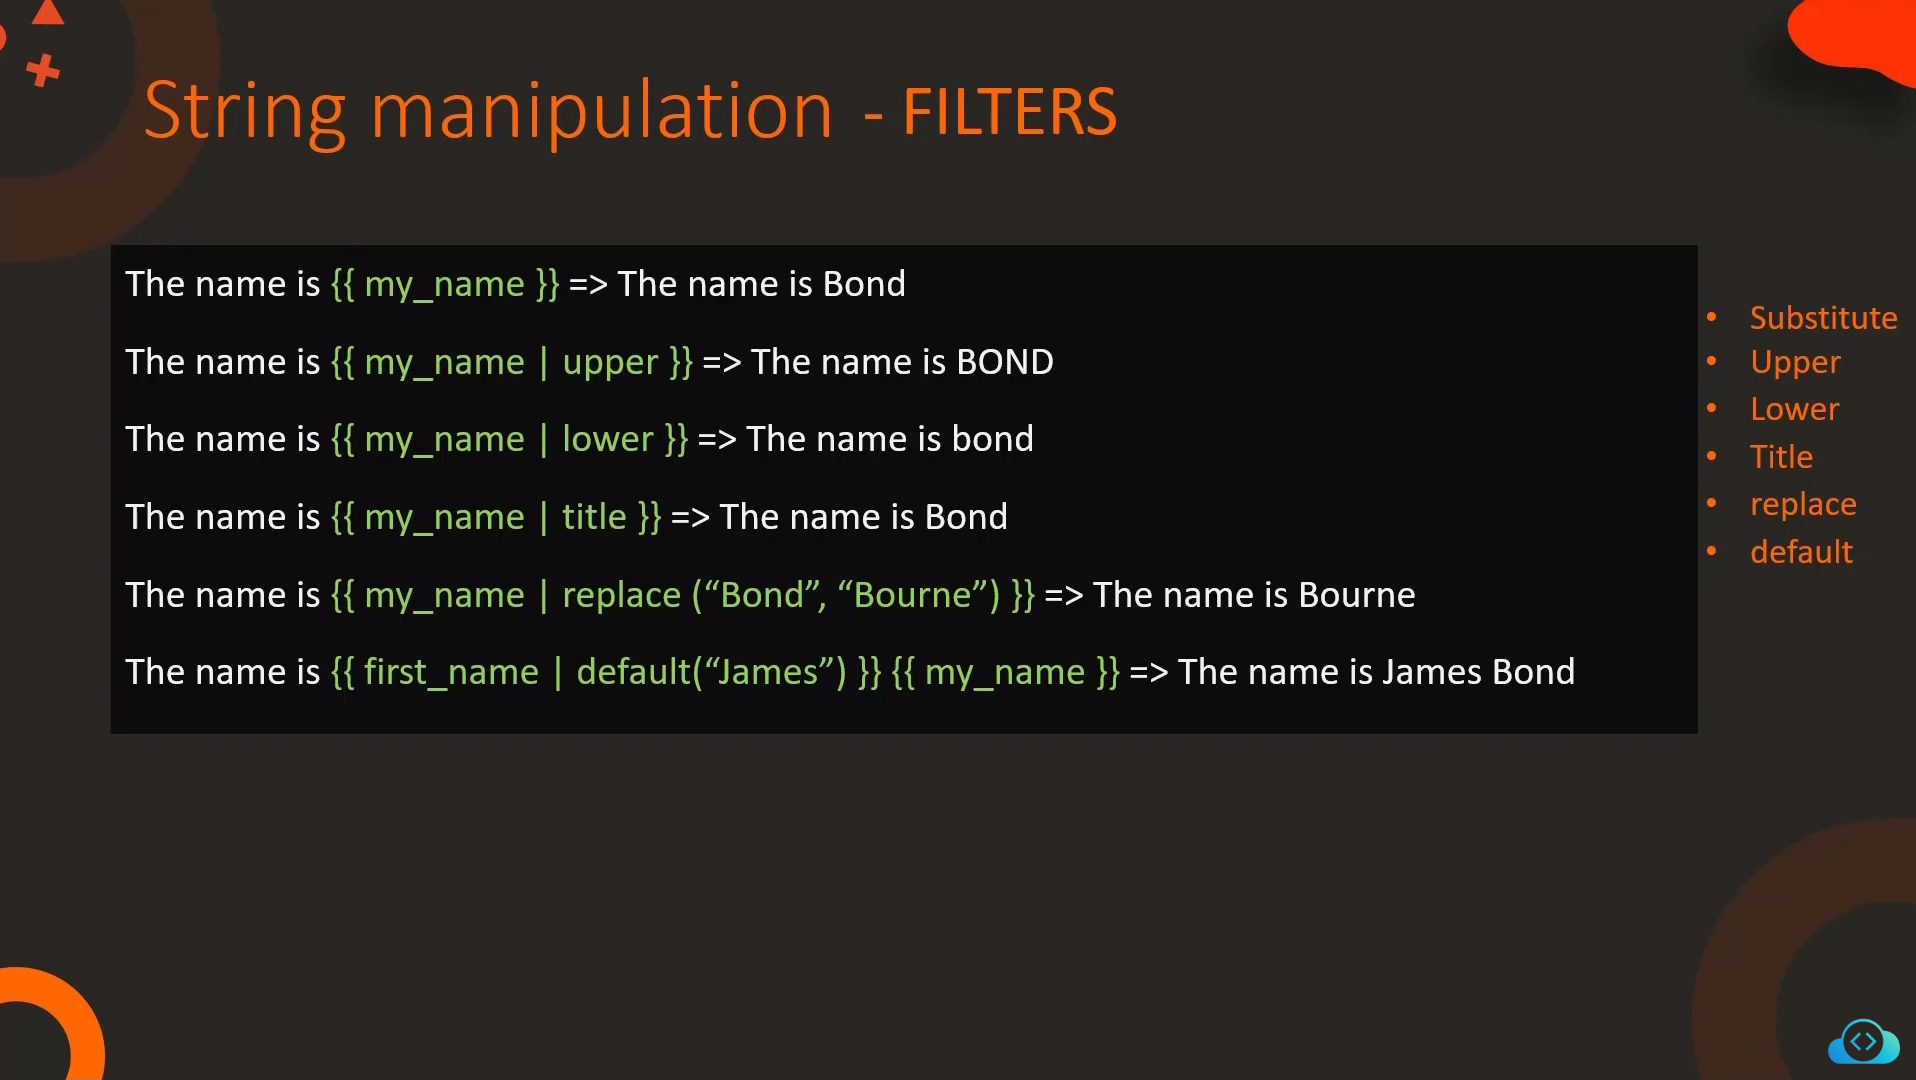 String manipulation - FILTERS
The name is {{ my_name }} => The name is Bond
The name is {{ my_name | upper }} => The name is BOND
The name is {{ my_name | lower }} => The name is bond
The name is {{ my_name | title }} => The name is Bond
The name is {{ my_name | replace (“Bond”, “Bourne”) }} => The name is Bourne
The name is {{ first_name | default(“James”) }} {{ my_name }} => The name is James Bond
• Substitute
• Upper
• Lower
• Title
• replace
• default